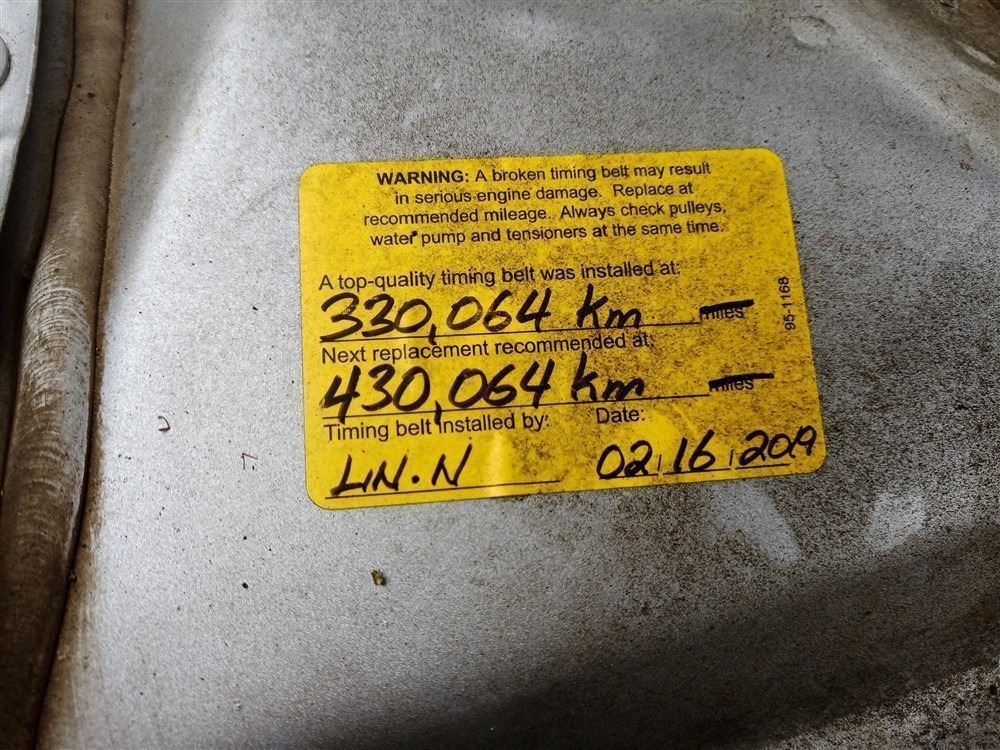 WARNING: A broken timing belt may result
in serious engine damage. Replace at
recommended mileage. Always check pulleys,
water pump and tensioners at the same time.
A top-quality timing belt was installed at:
330,064 km miles
Next replacement recommended at:
430,064 km miles
Timing belt installed by: Date:
LIN.N 02,16,2019
95-1168